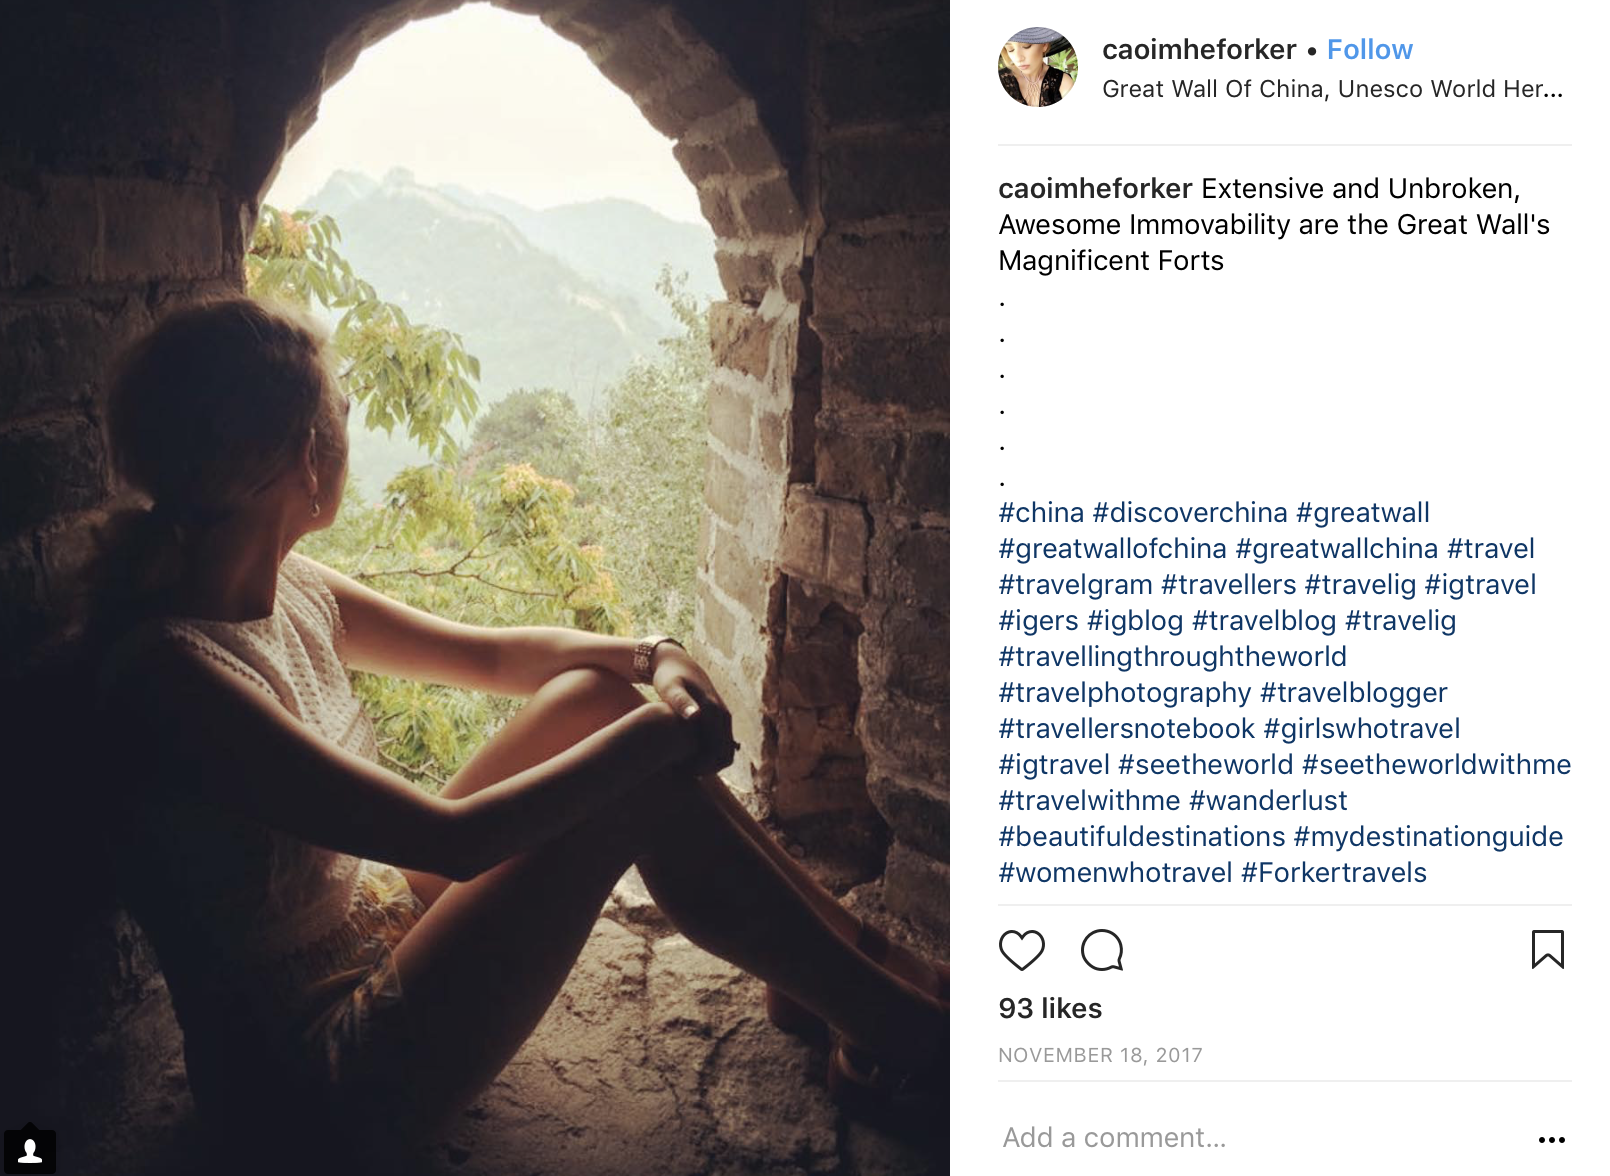 caoimheforker • Follow
Great Wall Of China, Unesco World Her...
caoimheforker Extensive and Unbroken,
Awesome Immovability are the Great Wall's
Magnificent Forts
.
.
.
.
.
.
#china #discoverchina #greatwall
#greatwallofchina #greatwallchina #travel
#travelgram #travellers #travelig #igtravel
#igers #igblog #travelblog #travelig
#travellingthroughtheworld
#travelphotography #travelblogger
#travellersnotebook #girlswhotravel
#igtravel #seetheworld #seetheworldwithme
#travelwithme #wanderlust
#beautifuldestinations #mydestinationguide
#womenwhotravel #Forkertravels
93 likes
NOVEMBER 18, 2017
Add a comment...